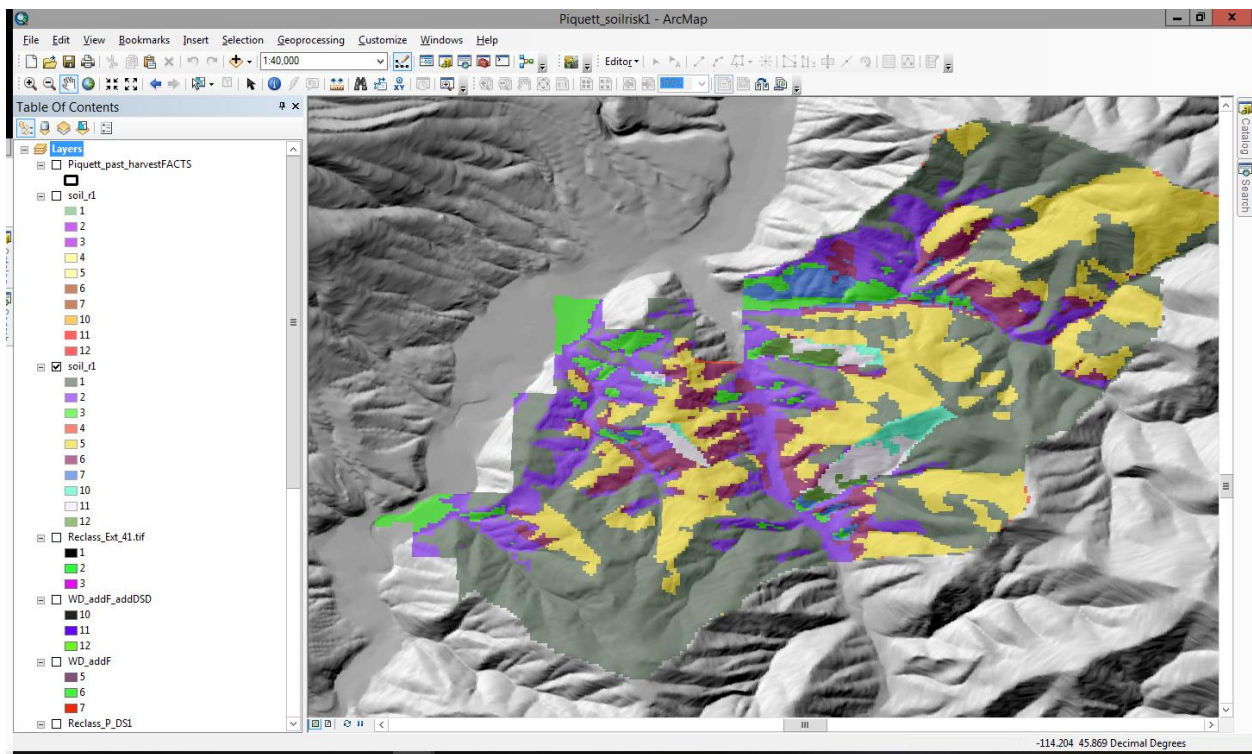 Piquett_soilrisk1 - ArcMap
File Edit View Bookmarks Insert Selection Geoprocessing Customize Windows Help
1:40,000 Editor
100%
Table Of Contents
Layers
Piquett_past_harvestFACTS
soil_r1
1
2
3
4
5
6
7
10
11
12
soil_r1
1
2
3
4
5
6
7
10
11
12
Reclass_Ext_41.tif
1
2
3
WD_addF_addDSD
10
11
12
WD_addF
5
6
7
Reclass_P_DS1
Catalog
Search
-114.204 45.869 Decimal Degrees